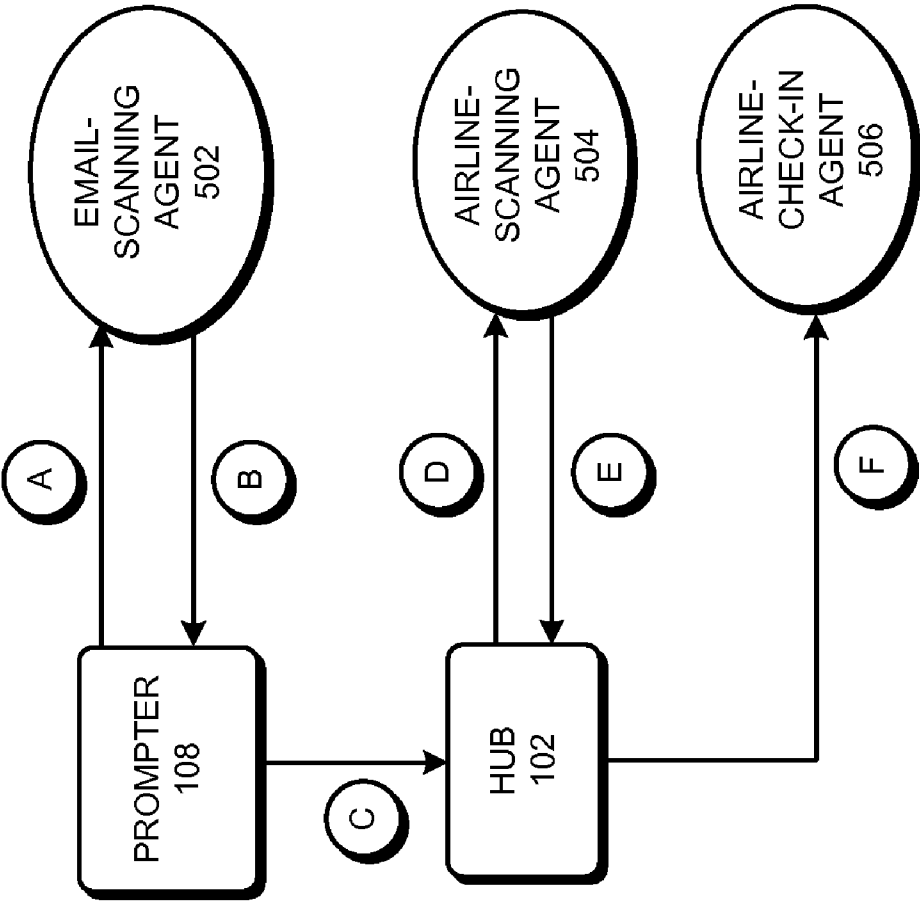 EMAIL-
SCANNING
AGENT
502
A
B
PROMPTER
108
C
AIRLINE-
SCANNING
AGENT
504
D
E
HUB
102
AIRLINE-
CHECK-IN
AGENT
506
F